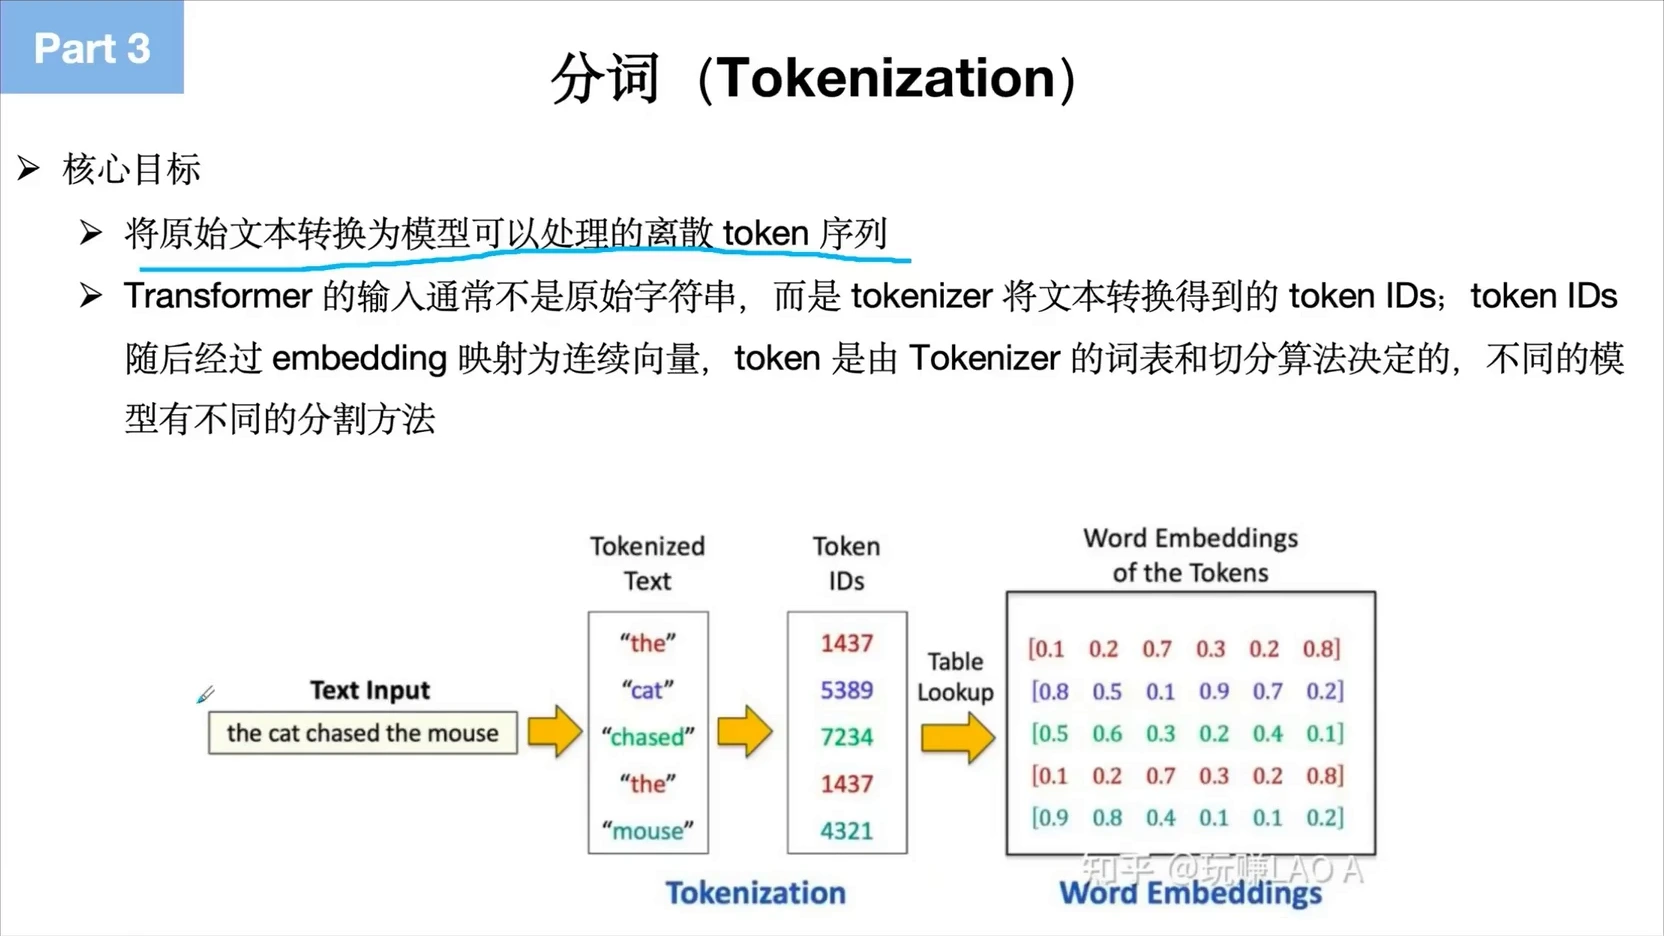 Part 3
分词（Tokenization）
核心目标
将原始文本转换为模型可以处理的离散 token 序列
Transformer 的输入通常不是原始字符串，而是 tokenizer 将文本转换得到的 token IDs；token IDs
随后经过 embedding 映射为连续向量，token 是由 Tokenizer 的词表和切分算法决定的，不同的模
型有不同的分割方法
Text Input
the cat chased the mouse
Tokenized
Text
“the”
“cat”
“chased”
“the”
“mouse”
Token
IDs
1437
5389
7234
1437
4321
Table
Lookup
Word Embeddings
of the Tokens
[0.1 0.2 0.7 0.3 0.2 0.8]
[0.8 0.5 0.1 0.9 0.7 0.2]
[0.5 0.6 0.3 0.2 0.4 0.1]
[0.1 0.2 0.7 0.3 0.2 0.8]
[0.9 0.8 0.4 0.1 0.1 0.2]
知乎 @玩赚LAO A
Tokenization
Word Embeddings